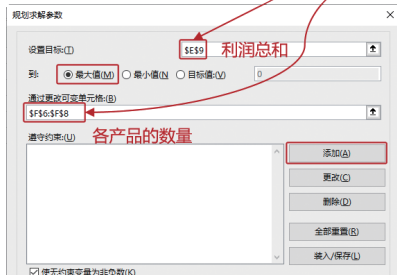 规划求解参数
设置目标:(T) $E$9 利润总和
到: 最大值(M) 最小值(N 目标值:(V) 0
通过更改可变单元格:(B)
$F$6:$F$8
遵守约束:(U) 各产品的数量
添加(A)
更改(C)
删除(D)
全部重置(R)
装入/保存(L)
使无约束变量为非负数(K)